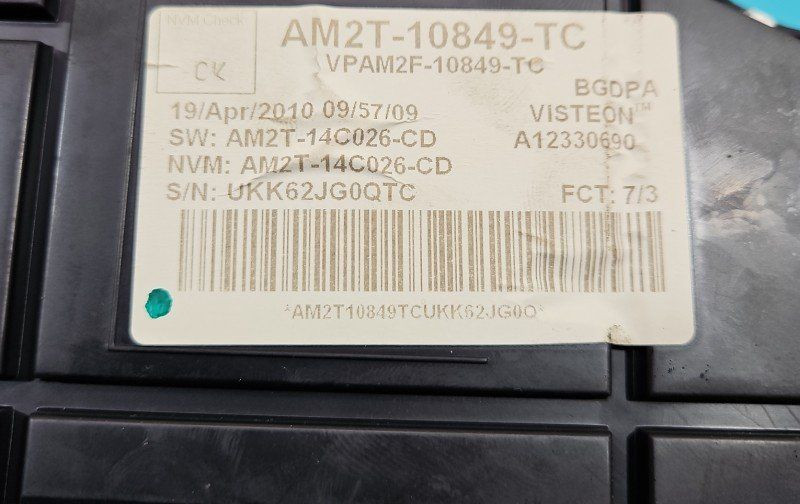 NVM Check
CK
AM2T-10849-TC
VPAM2F-10849-TC
BGDPA
19/Apr/2010 09/57/09
VISTEON™
SW: AM2T-14C026-CD
A12330690
NVM: AM2T-14C026-CD
S/N: UKK62JG0QTC
FCT: 7/3
*AM2T10849TCUKK62JG0Q*